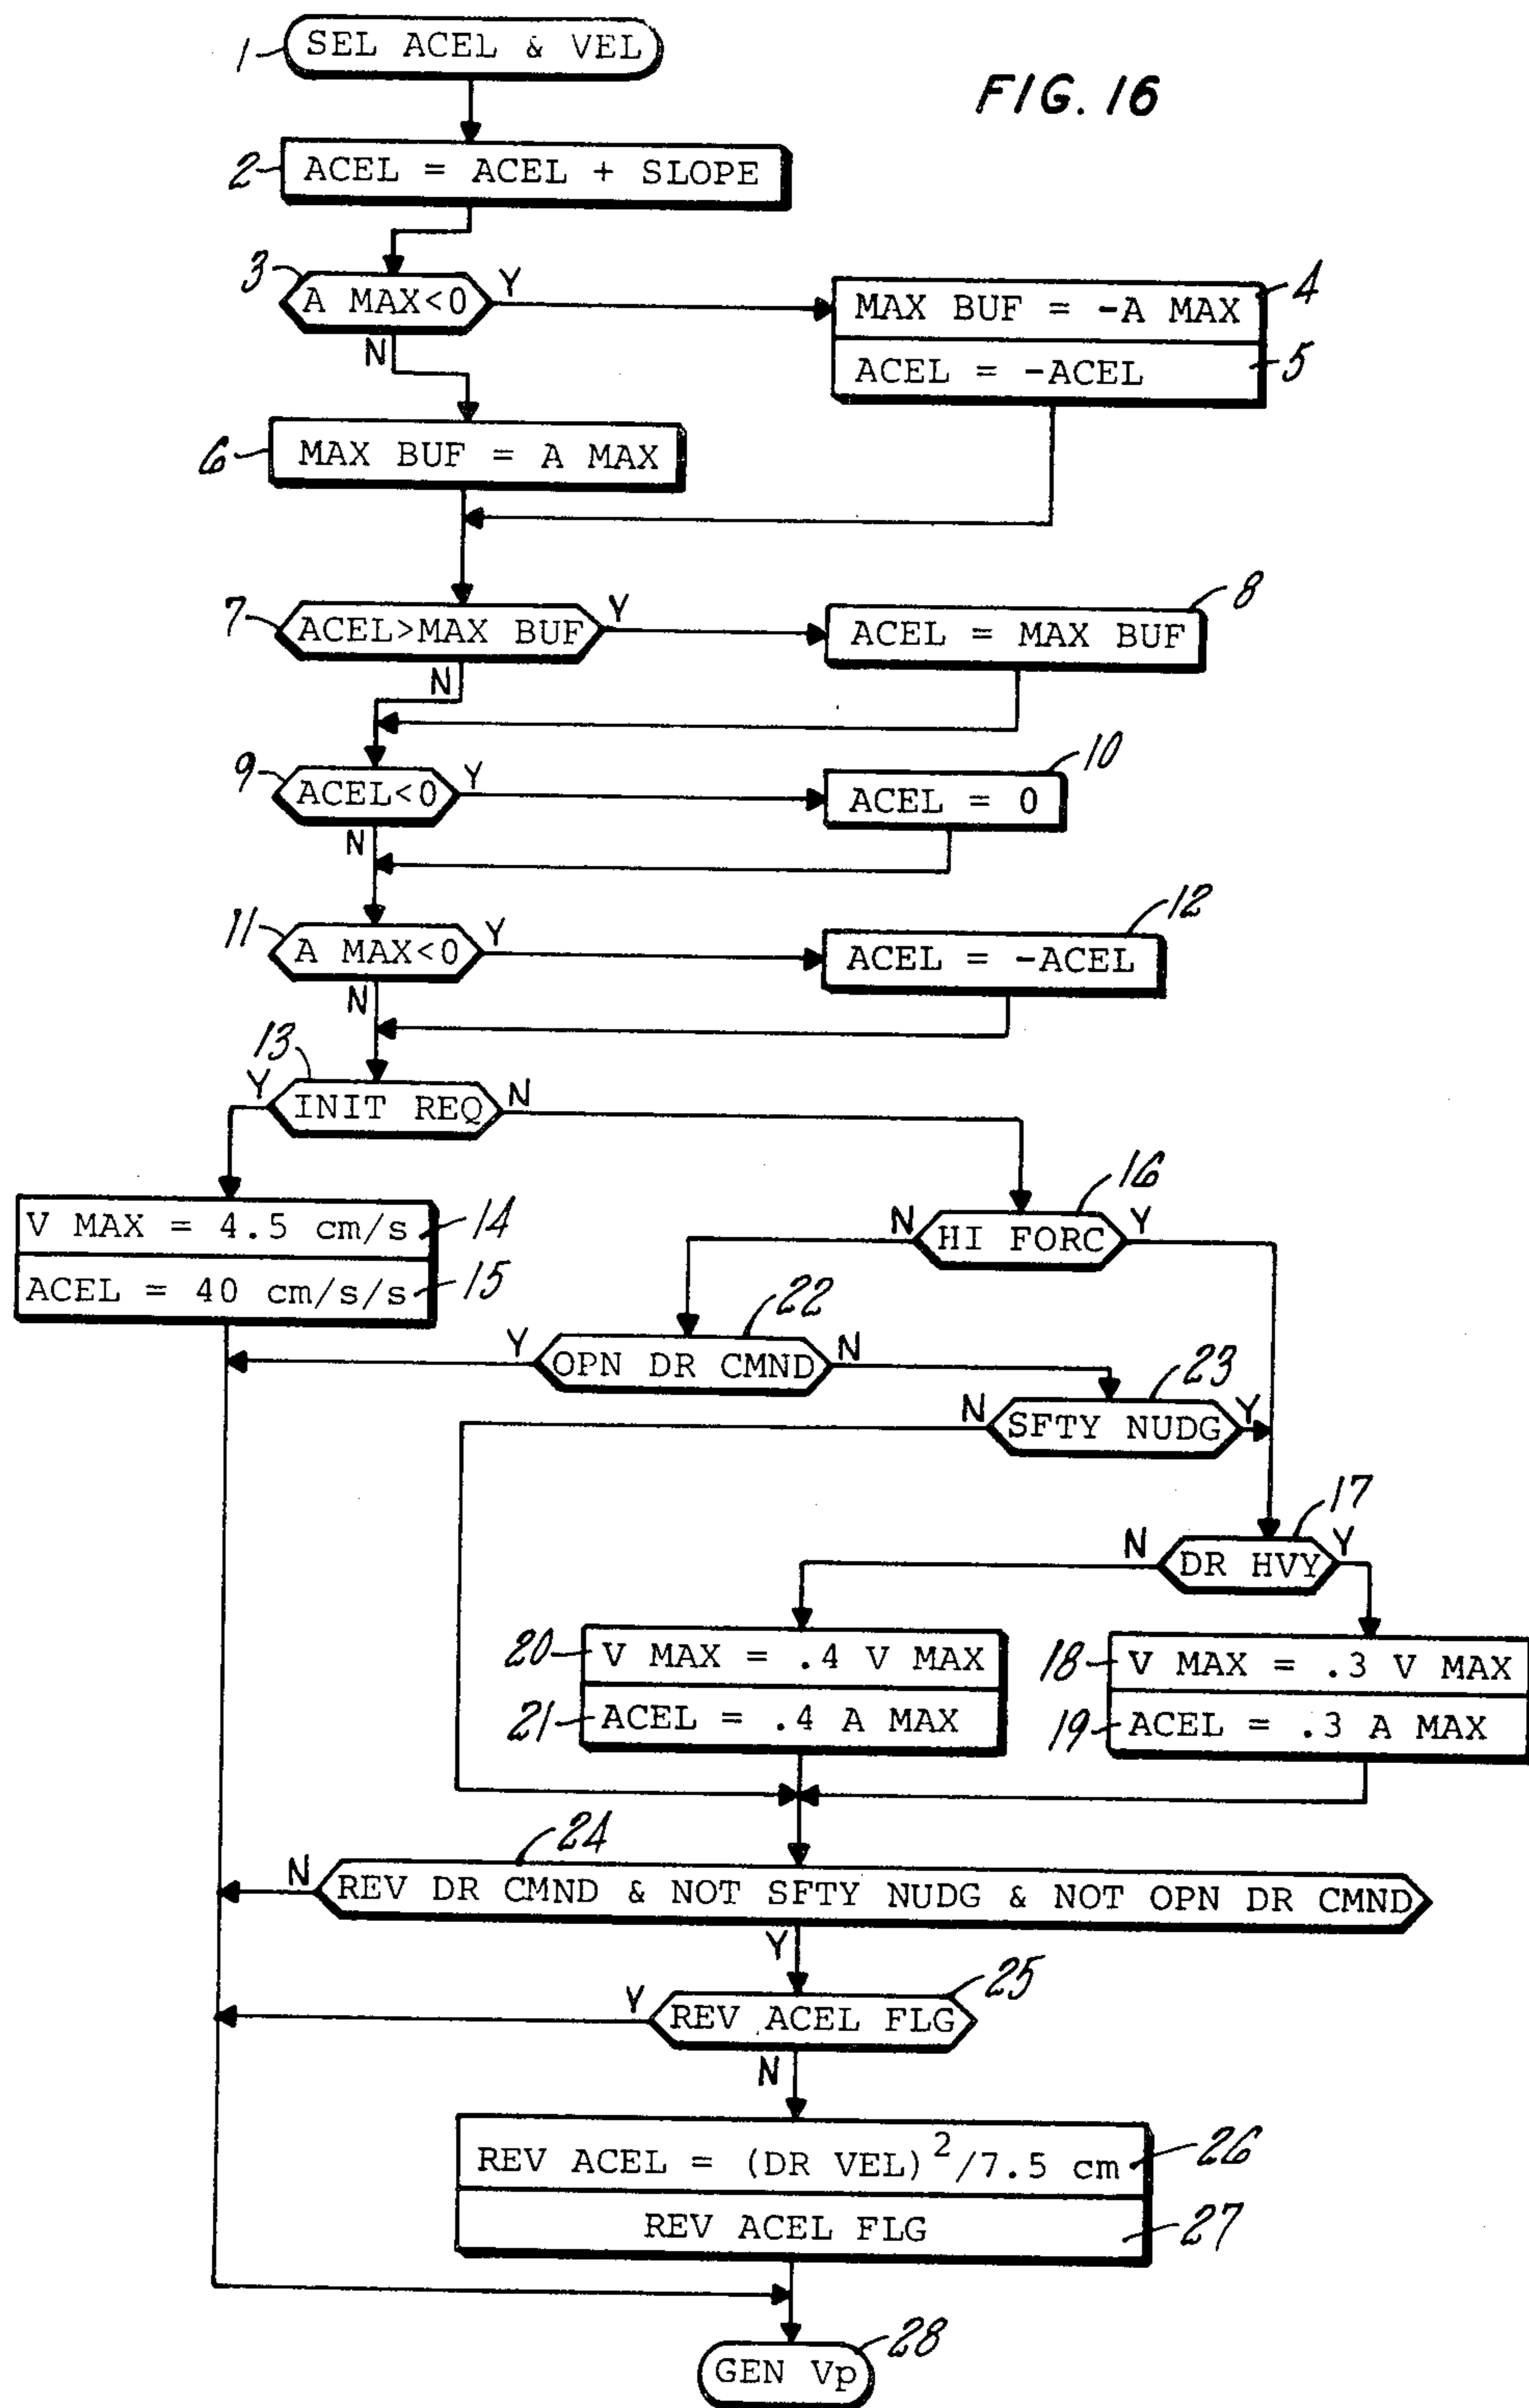 FIG. 16
1 SEL ACEL & VEL
2 ACEL = ACEL + SLOPE
3 A MAX<0 Y
N
MAX BUF = -A MAX 4
ACEL = -ACEL 5
6 MAX BUF = A MAX
7 ACEL>MAX BUF Y
N
ACEL = MAX BUF 8
9 ACEL<0 Y
N
ACEL = 0 10
11 A MAX<0 Y
N
ACEL = -ACEL 12
13
Y INIT REQ N
V MAX = 4.5 cm/s 14
ACEL = 40 cm/s/s 15
16
N HI FORC Y
22
Y OPN DR CMND N
23
N SFTY NUDG Y
17
N DR HVY Y
20 V MAX = .4 V MAX
21 ACEL = .4 A MAX
18 V MAX = .3 V MAX
19 ACEL = .3 A MAX
24
N REV DR CMND & NOT SFTY NUDG & NOT OPN DR CMND
Y
25
Y REV ACEL FLG
N
REV ACEL = (DR VEL)²/7.5 cm 26
REV ACEL FLG 27
GEN Vp 28